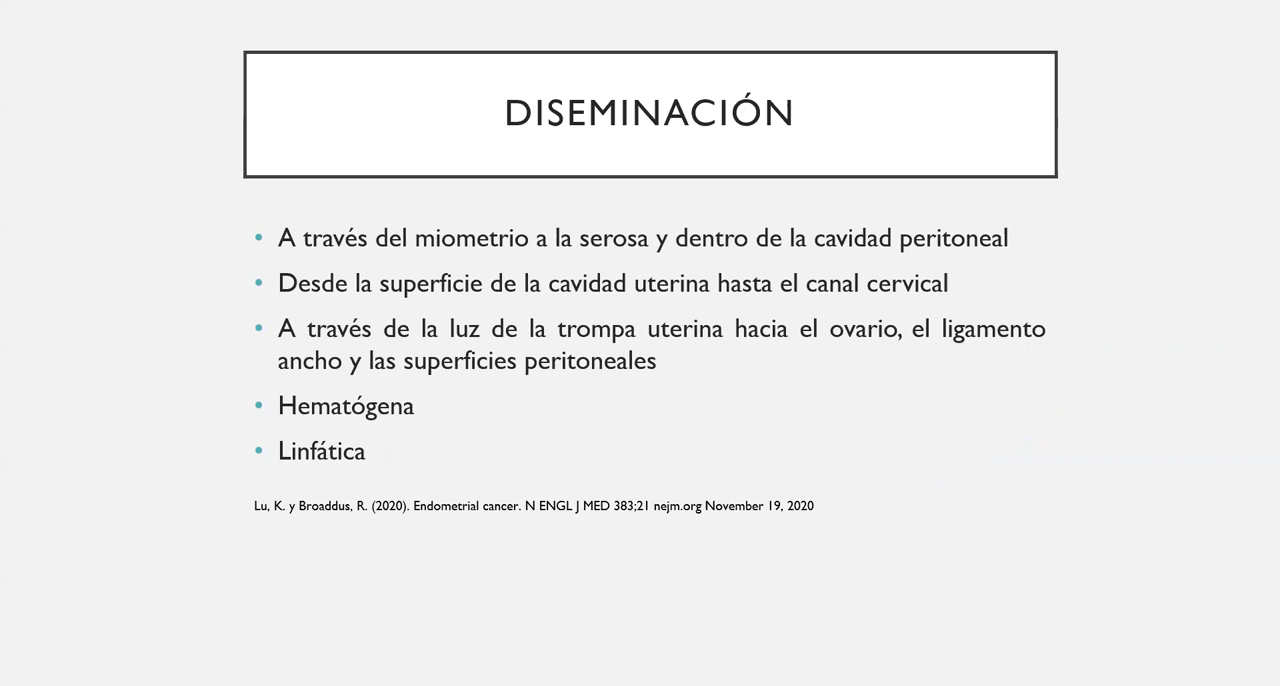 DISEMINACIÓN
• A través del miometrio a la serosa y dentro de la cavidad peritoneal
• Desde la superficie de la cavidad uterina hasta el canal cervical
• A través de la luz de la trompa uterina hacia el ovario, el ligamento
ancho y las superficies peritoneales
• Hematógena
• Linfática
Lu, K. y Broaddus, R. (2020). Endometrial cancer. N ENGL J MED 383;21 nejm.org November 19, 2020